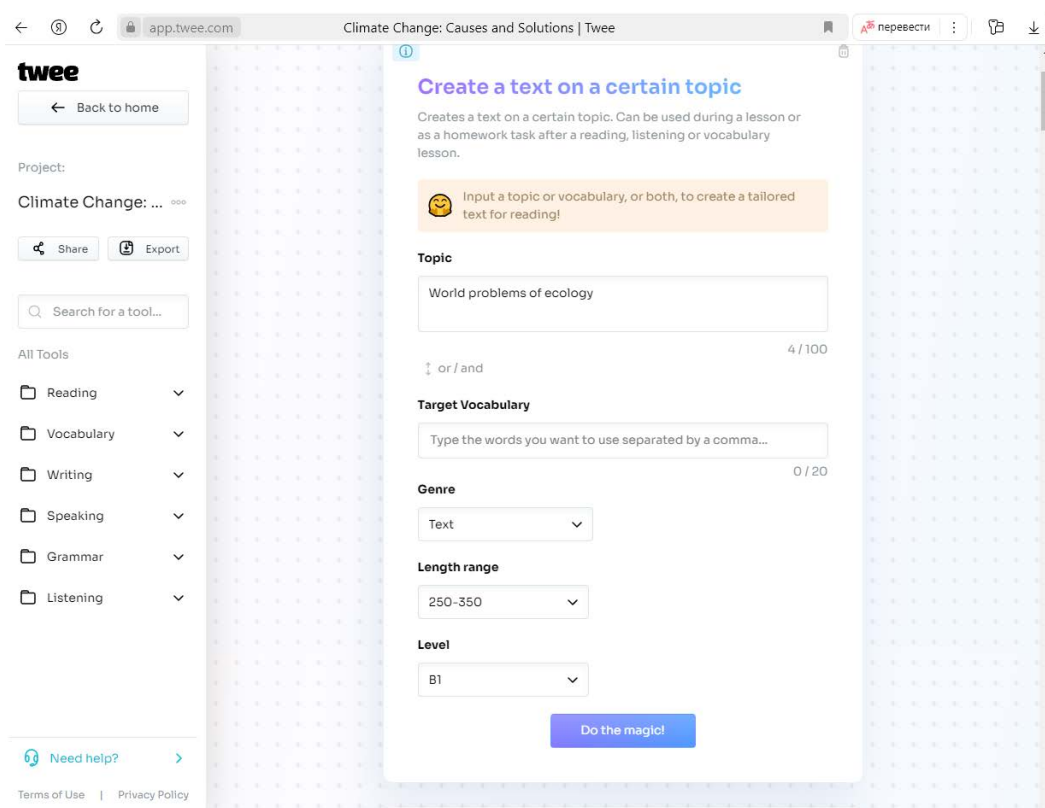 app.twee.com
Climate Change: Causes and Solutions | Twee
перевести
twee
Back to home
Project:
Climate Change: ...
Share
Export
Search for a tool...
All Tools
Reading
Vocabulary
Writing
Speaking
Grammar
Listening
Need help?
Terms of Use | Privacy Policy
Create a text on a certain topic
Creates a text on a certain topic. Can be used during a lesson or
as a homework task after a reading, listening or vocabulary
lesson.
Input a topic or vocabulary, or both, to create a tailored
text for reading!
Topic
World problems of ecology
4 / 100
or / and
Target Vocabulary
Type the words you want to use separated by a comma...
0 / 20
Genre
Text
Length range
250-350
Level
B1
Do the magic!